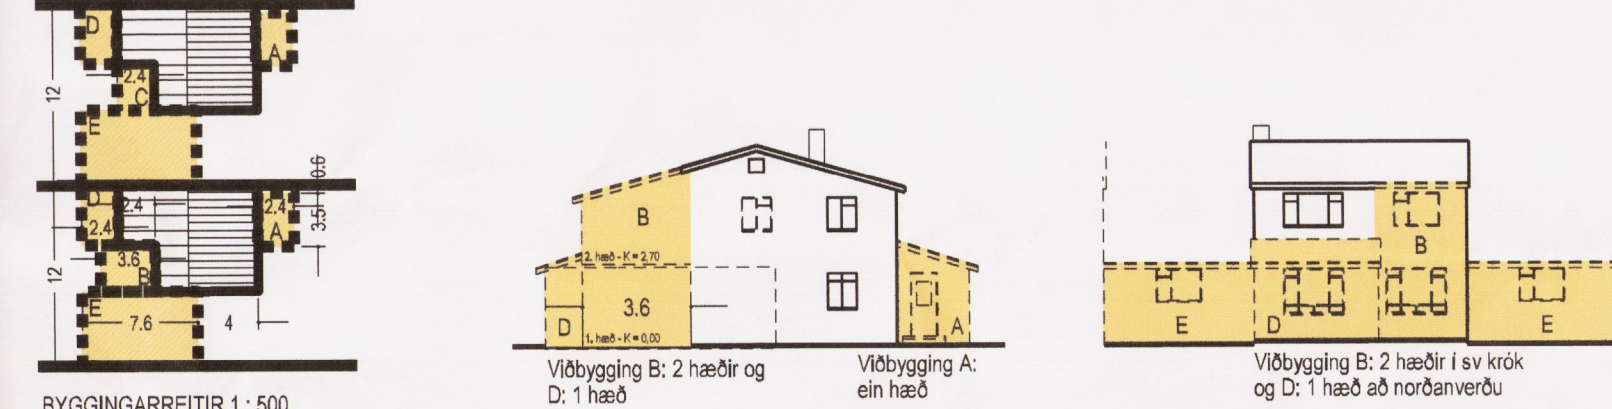 D
A
2.4
C
12
E
0.6
D
2.4
2.4
2.4
A
3.5
3.6
B
12
E
7.6
4
BYGGINGARREITIR 1 : 500
B
2. hæð - K = 2,70
3.6
D
1. hæð - K = 0,00
A
Viðbygging B: 2 hæðir og
D: 1 hæð
Viðbygging A:
ein hæð
B
E
D
E
Viðbygging B: 2 hæðir í sv krók
og D: 1 hæð að norðanverðu